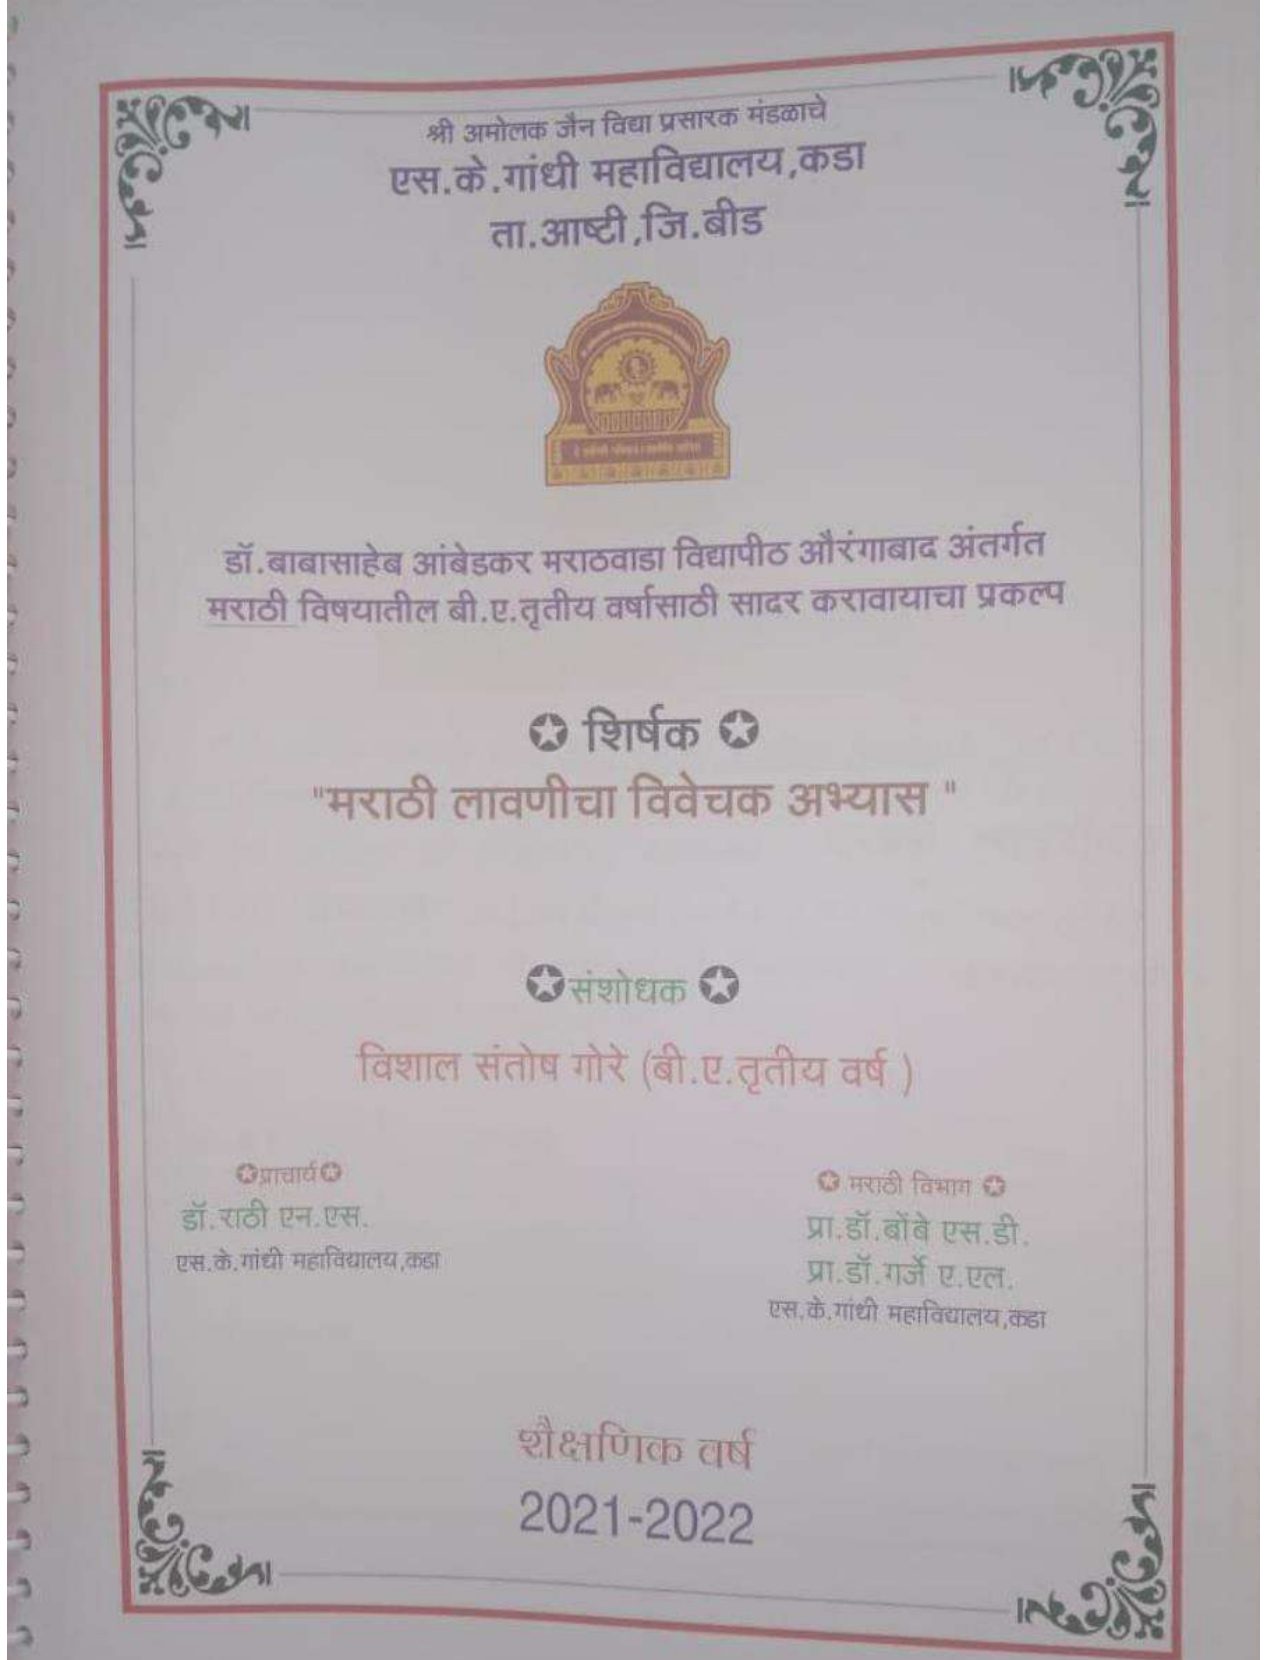 श्री अमोलक जैन विद्या प्रसारक मंडळाचे
एस.के.गांधी महाविद्यालय,कडा
ता.आष्टी,जि.बीड
डॉ.बाबासाहेब आंबेडकर मराठवाडा विद्यापीठ औरंगाबाद अंतर्गत
मराठी विषयातील बी.ए.तृतीय वर्षासाठी सादर करावायाचा प्रकल्प
✪ शिर्षक ✪
"मराठी लावणीचा विवेचक अभ्यास "
✪संशोधक ✪
विशाल संतोष गोरे (बी.ए.तृतीय वर्ष )
✪प्राचार्य✪
डॉ.राठी एन.एस.
एस.के.गांधी महाविद्यालय,कडा
✪ मराठी विभाग ✪
प्रा.डॉ.बोंबे एस.डी.
प्रा.डॉ.गर्जे ए.एल.
एस.के.गांधी महाविद्यालय,कडा
शैक्षणिक वर्ष
2021-2022